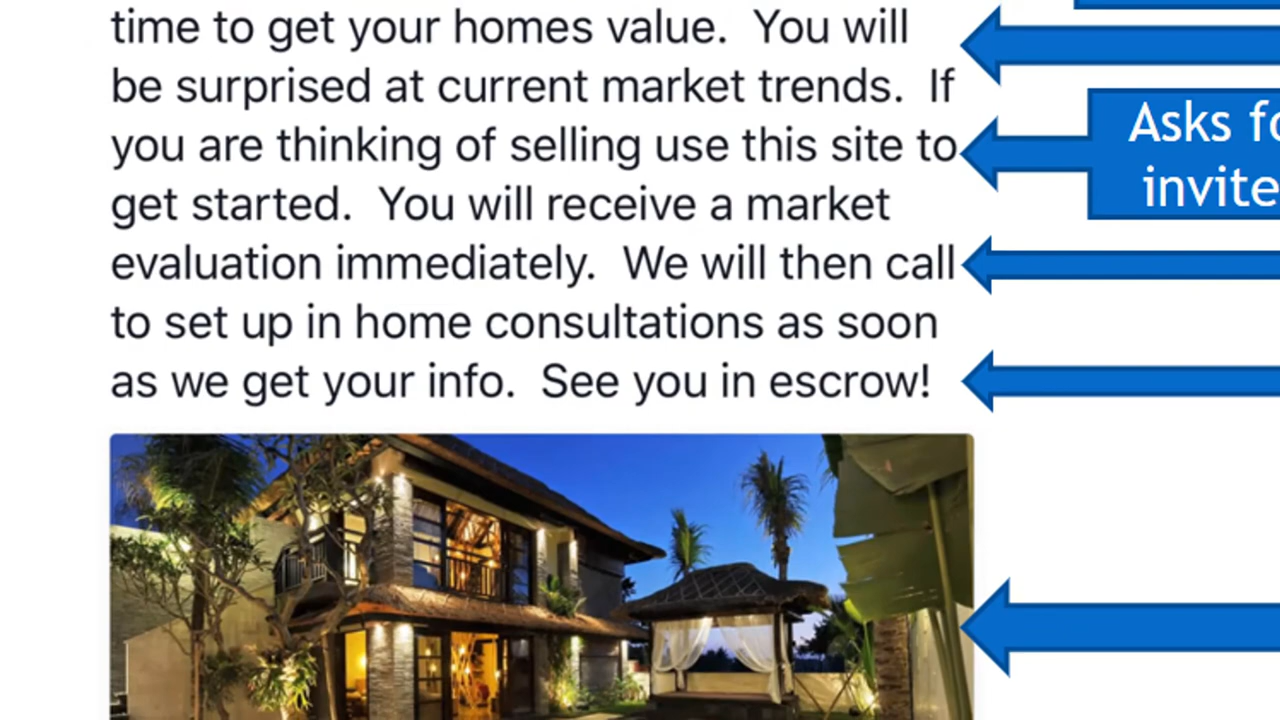 time to get your homes value.  You will
be surprised at current market trends.  If
you are thinking of selling use this site to
get started.  You will receive a market
evaluation immediately.  We will then call
to set up in home consultations as soon
as we get your info.  See you in escrow!
Asks
invite